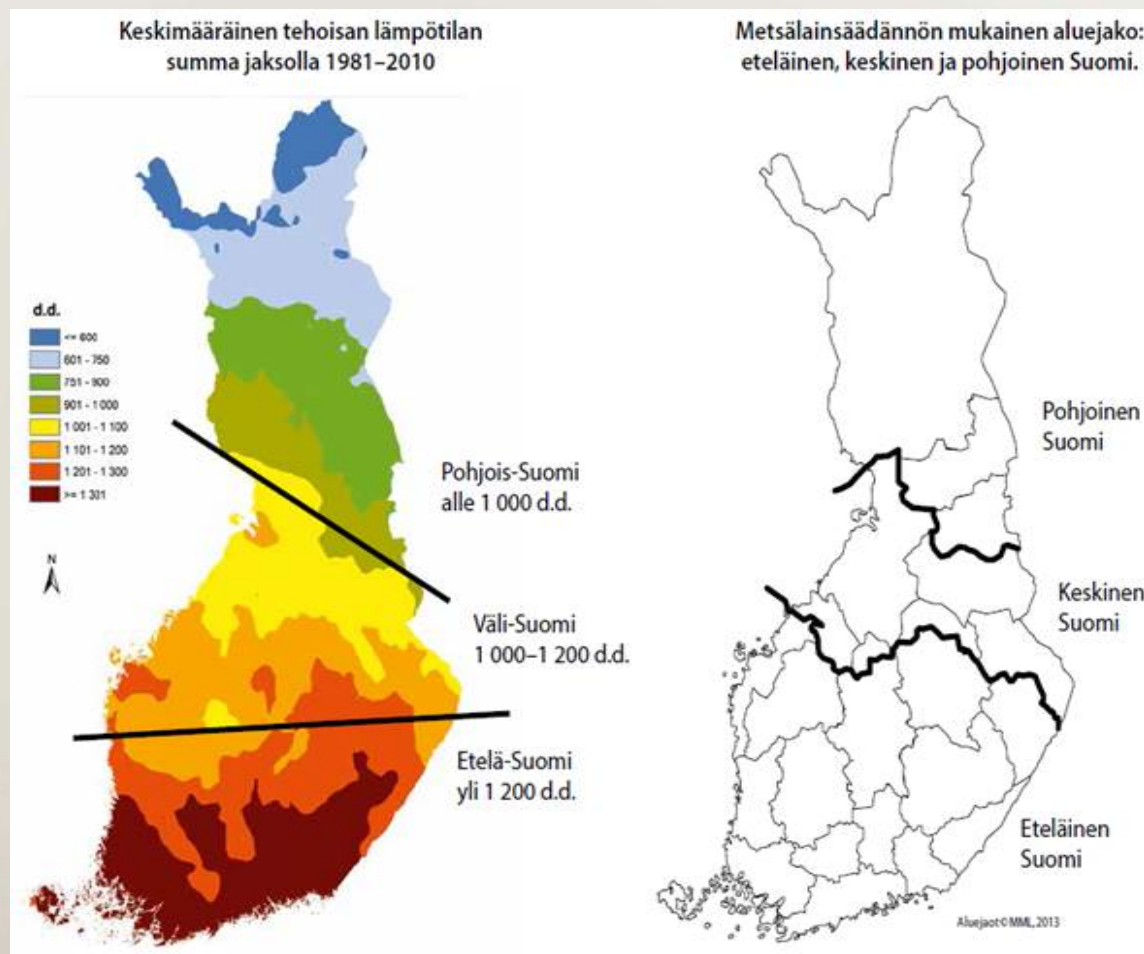 Keskimääräinen tehoisan lämpötilan
summa jaksolla 1981–2010
d.d.
<= 600
601 - 750
751 - 900
901 - 1 000
1 001 - 1 100
1 101 - 1 200
1 201 - 1 300
>= 1 301
N
Pohjois-Suomi
alle 1 000 d.d.
Väli-Suomi
1 000–1 200 d.d.
Etelä-Suomi
yli 1 200 d.d.
Metsälainsäädännön mukainen aluejako:
eteläinen, keskinen ja pohjoinen Suomi.
Pohjoinen
Suomi
Keskinen
Suomi
Eteläinen
Suomi
Aluejaot©MML, 2013